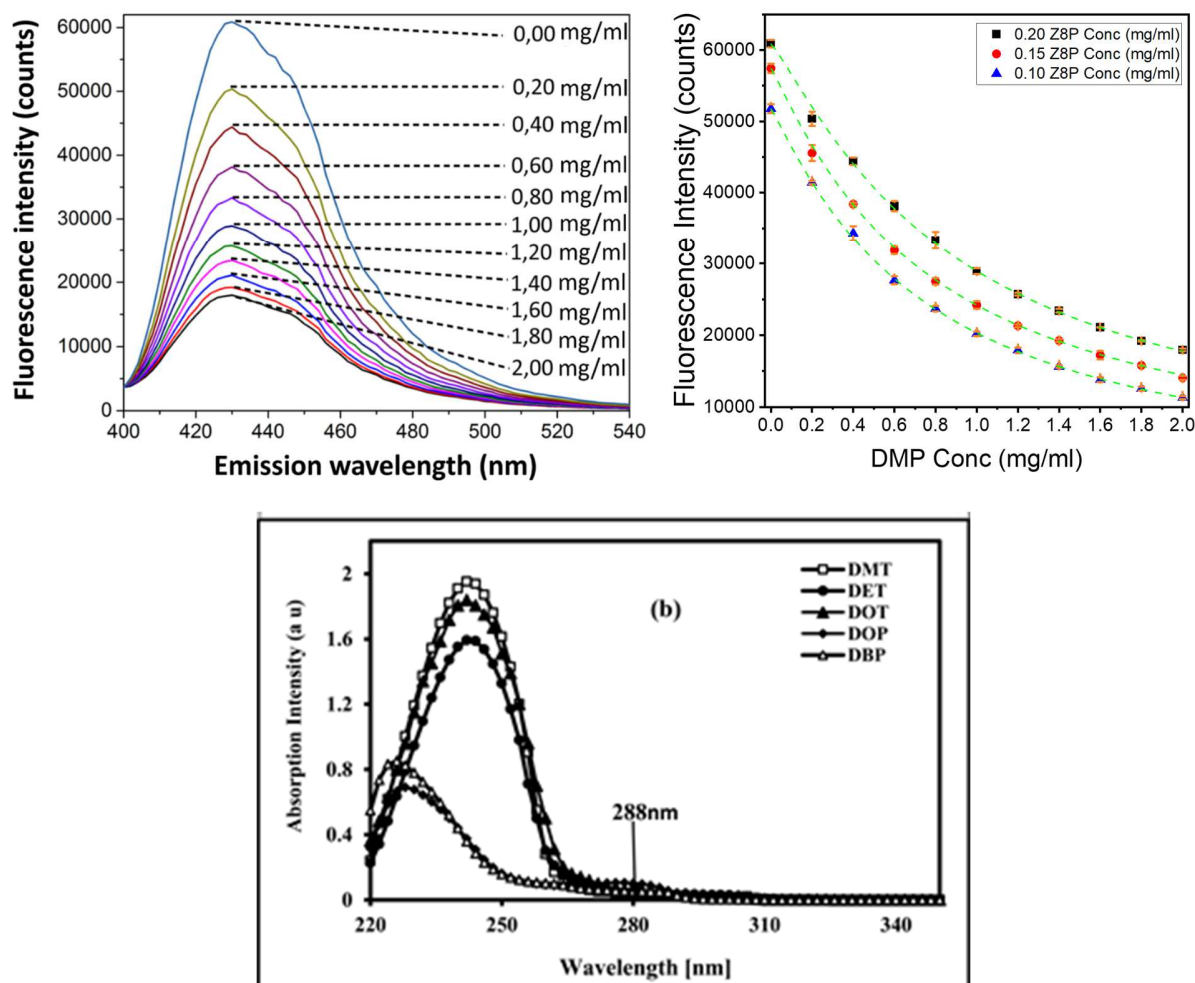 Fluorescence intensity (counts)
60000
50000
40000
30000
20000
10000
0
0,00 mg/ml
0,20 mg/ml
0,40 mg/ml
0,60 mg/ml
0,80 mg/ml
1,00 mg/ml
1,20 mg/ml
1,40 mg/ml
1,60 mg/ml
1,80 mg/ml
2,00 mg/ml
400 420 440 460 480 500 520 540
Emission wavelength (nm)
Fluorescence Intensity (counts)
60000
50000
40000
30000
20000
10000
0.20 Z8P Conc (mg/ml)
0.15 Z8P Conc (mg/ml)
0.10 Z8P Conc (mg/ml)
0.0 0.2 0.4 0.6 0.8 1.0 1.2 1.4 1.6 1.8 2.0
DMP Conc (mg/ml)
Absorption Intensity (a u)
2
1.6
1.2
0.8
0.4
0
(b)
DMT
DET
DOT
DOP
DBP
288nm
220 250 280 310 340
Wavelength [nm]